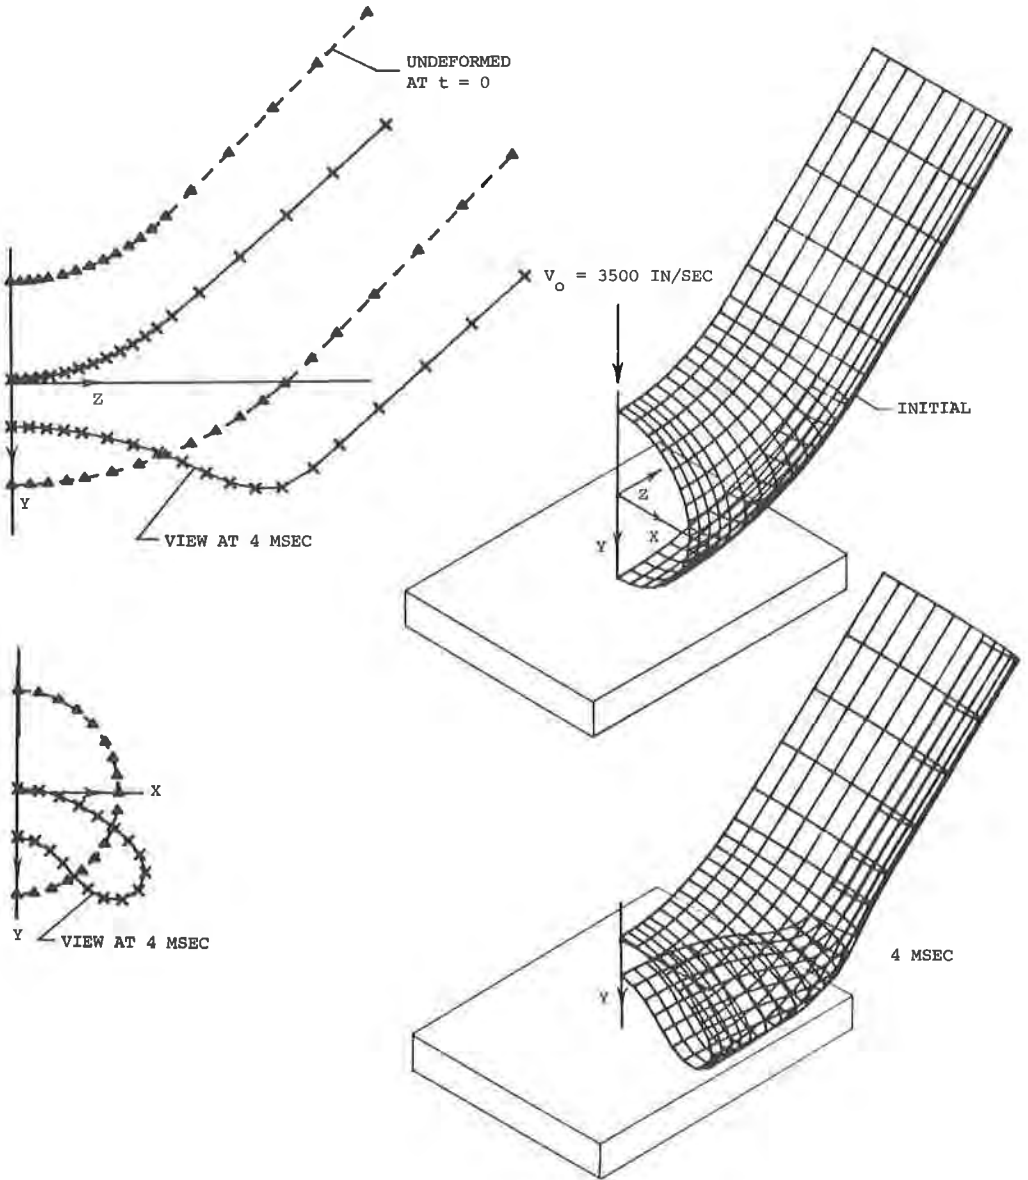 UNDEFORMED
AT t = 0
Z
Y
VIEW AT 4 MSEC
V₀ = 3500 IN/SEC
INITIAL
Z
X
Y
X
Y
VIEW AT 4 MSEC
Y
4 MSEC